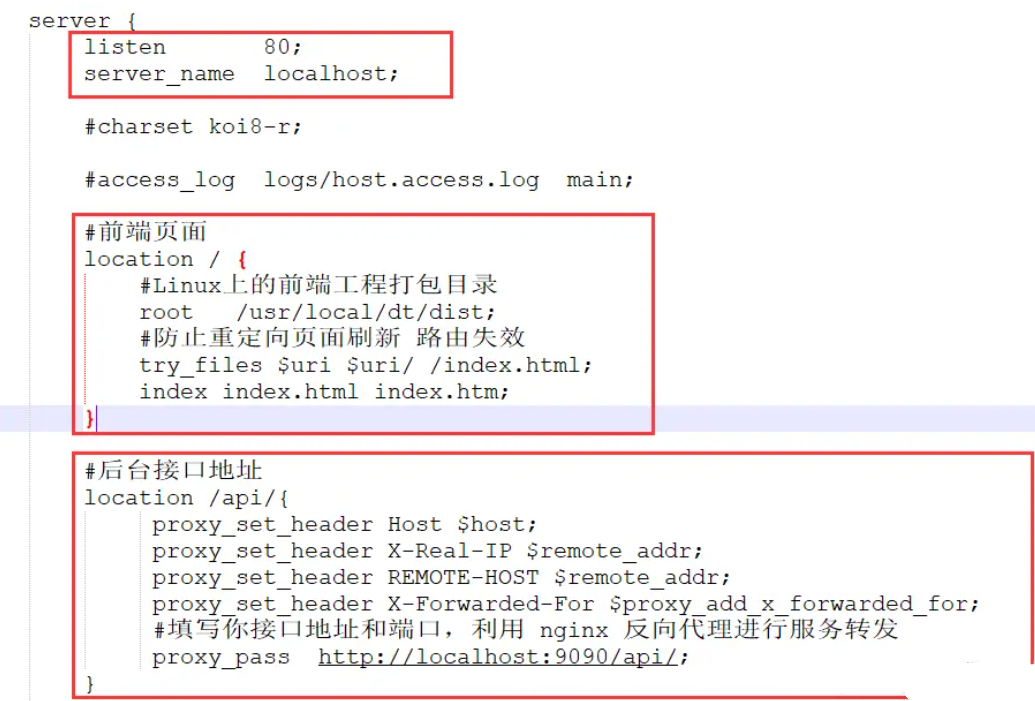 server {
listen 80;
server_name localhost;
#charset koi8-r;
#access_log logs/host.access.log main;
#前端页面
location / {
#Linux上的前端工程打包目录
root /usr/local/dt/dist;
#防止重定向页面刷新 路由失效
try_files $uri $uri/ /index.html;
index index.html index.htm;
}
#后台接口地址
location /api/{
proxy_set_header Host $host;
proxy_set_header X-Real-IP $remote_addr;
proxy_set_header REMOTE-HOST $remote_addr;
proxy_set_header X-Forwarded-For $proxy_add_x_forwarded_for;
#填写你接口地址和端口，利用 nginx 反向代理进行服务转发
proxy_pass http://localhost:9090/api/;
}